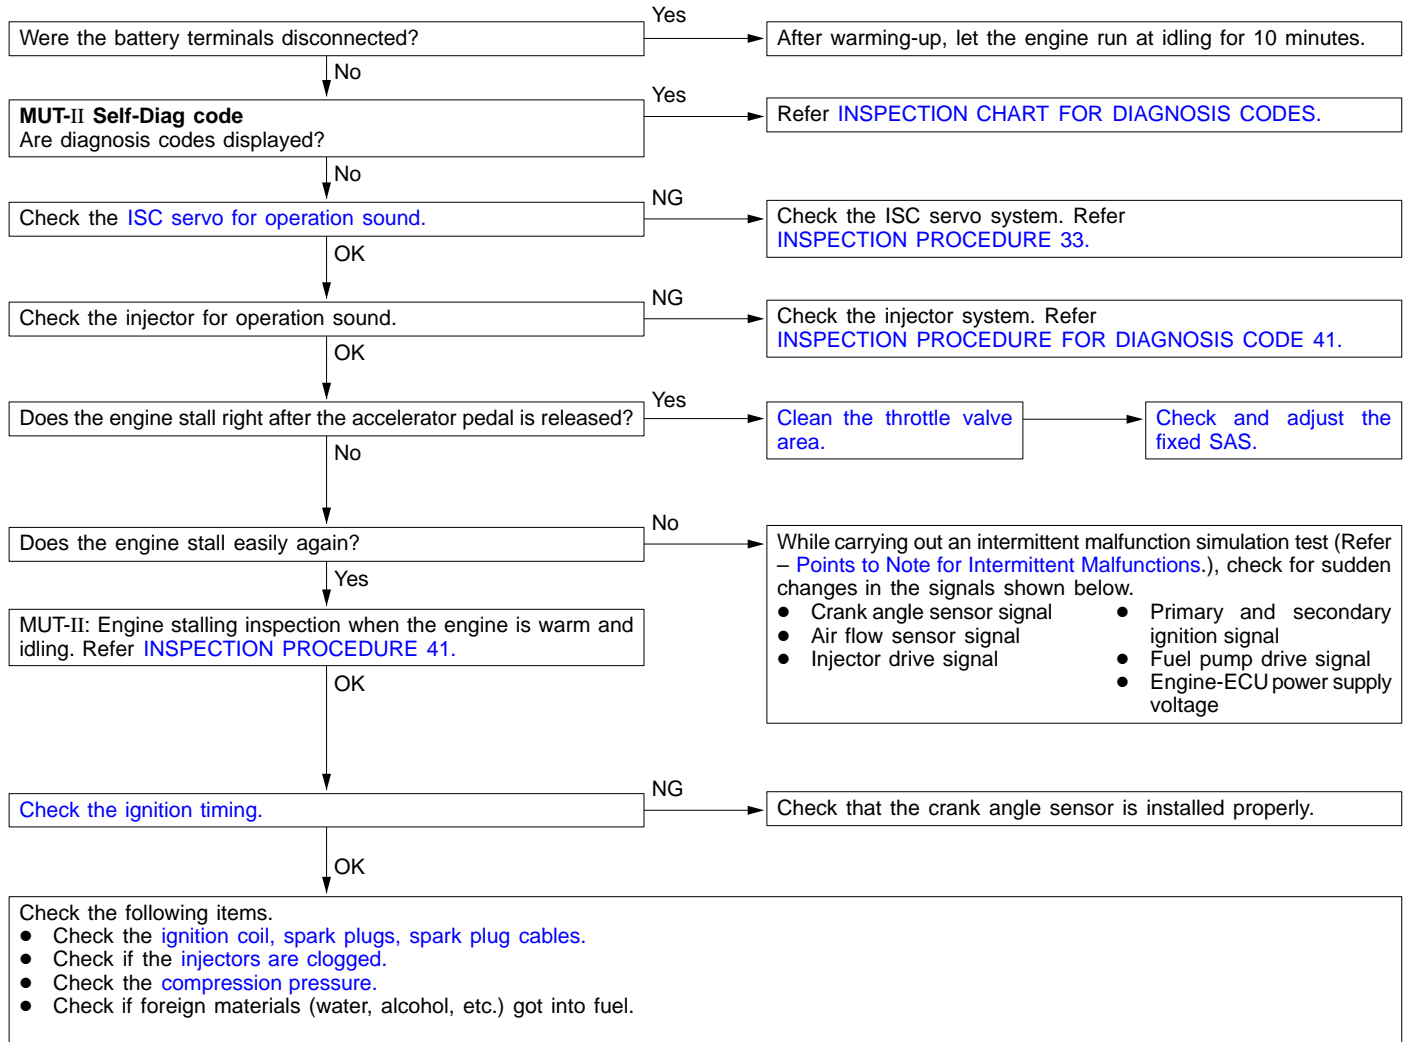 Yes
Were the battery terminals disconnected?
After warming-up, let the engine run at idling for 10 minutes.
No
MUT-II Self-Diag code
Are diagnosis codes displayed?
Yes
Refer INSPECTION CHART FOR DIAGNOSIS CODES.
No
Check the ISC servo for operation sound.
NG
Check the ISC servo system. Refer
INSPECTION PROCEDURE 33.
OK
Check the injector for operation sound.
NG
Check the injector system. Refer
INSPECTION PROCEDURE FOR DIAGNOSIS CODE 41.
OK
Does the engine stall right after the accelerator pedal is released?
Yes
Clean the throttle valve
area.
Check and adjust the
fixed SAS.
No
Does the engine stall easily again?
No
While carrying out an intermittent malfunction simulation test (Refer
– Points to Note for Intermittent Malfunctions.), check for sudden
changes in the signals shown below.
● Crank angle sensor signal
● Air flow sensor signal
● Injector drive signal
● Primary and secondary
ignition signal
● Fuel pump drive signal
● Engine-ECU power supply
voltage
Yes
MUT-II: Engine stalling inspection when the engine is warm and
idling. Refer INSPECTION PROCEDURE 41.
OK
Check the ignition timing.
NG
Check that the crank angle sensor is installed properly.
OK
Check the following items.
● Check the ignition coil, spark plugs, spark plug cables.
● Check if the injectors are clogged.
● Check the compression pressure.
● Check if foreign materials (water, alcohol, etc.) got into fuel.